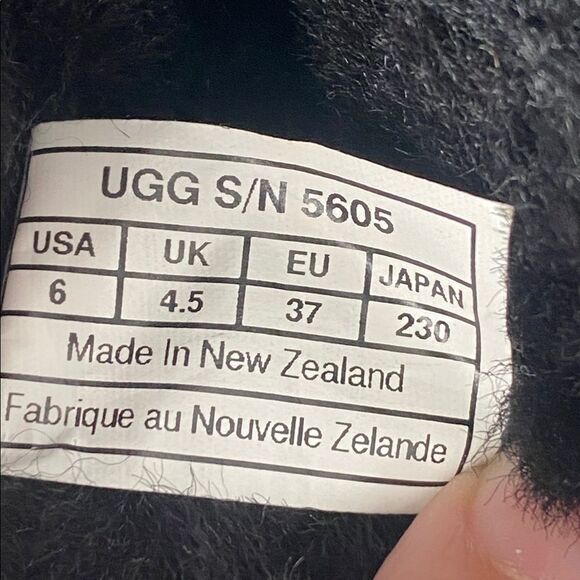 UGG S/N 5605
USA UK EU JAPAN
6 4.5 37 230
Made In New Zealand
Fabrique au Nouvelle Zelande